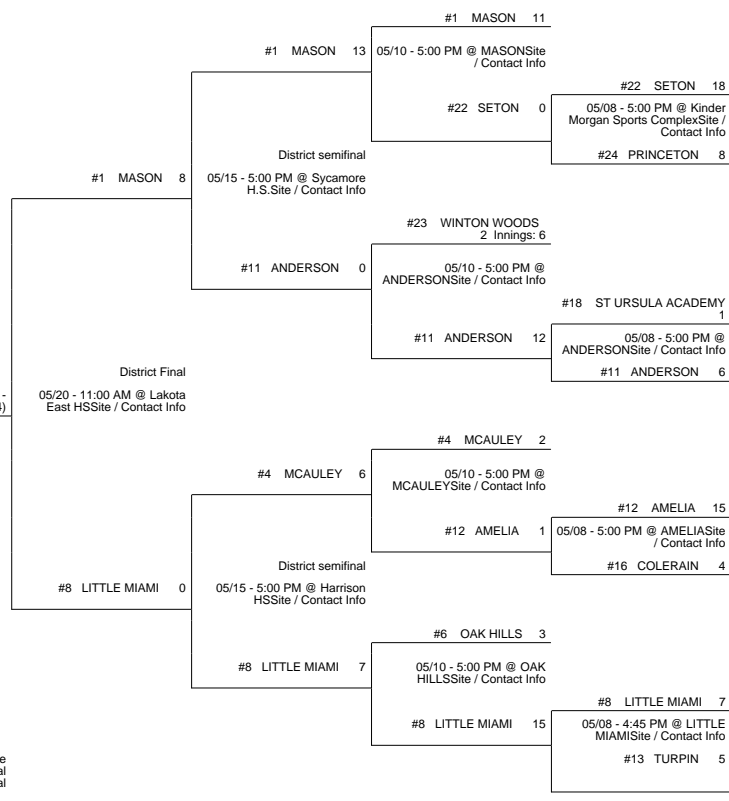 #1 MASON 11
#1 MASON 13
05/10 - 5:00 PM @ MASONSite
/ Contact Info
#22 SETON 18
#22 SETON 0
05/08 - 5:00 PM @ Kinder
Morgan Sports ComplexSite /
Contact Info
#24 PRINCETON 8
District semifinal
#1 MASON 8
05/15 - 5:00 PM @ Sycamore
H.S.Site / Contact Info
#23 WINTON WOODS
2 Innings: 6
#11 ANDERSON 0
05/10 - 5:00 PM @
ANDERSONSite / Contact Info
#18 ST URSULA ACADEMY
1
#11 ANDERSON 12
05/08 - 5:00 PM @
ANDERSONSite / Contact Info
#11 ANDERSON 6
District Final
-
05/20 - 11:00 AM @ Lakota
East HSSite / Contact Info
#4 MCAULEY 2
#4 MCAULEY 6
05/10 - 5:00 PM @
MCAULEYSite / Contact Info
#12 AMELIA 15
#12 AMELIA 1
05/08 - 5:00 PM @ AMELIASite
/ Contact Info
#16 COLERAIN 4
District semifinal
#8 LITTLE MIAMI 0
05/15 - 5:00 PM @ Harrison
HSSite / Contact Info
#6 OAK HILLS 3
#8 LITTLE MIAMI 7
05/10 - 5:00 PM @ OAK
HILLSSite / Contact Info
#8 LITTLE MIAMI 7
#8 LITTLE MIAMI 15
05/08 - 4:45 PM @ LITTLE
MIAMISite / Contact Info
#13 TURPIN 5